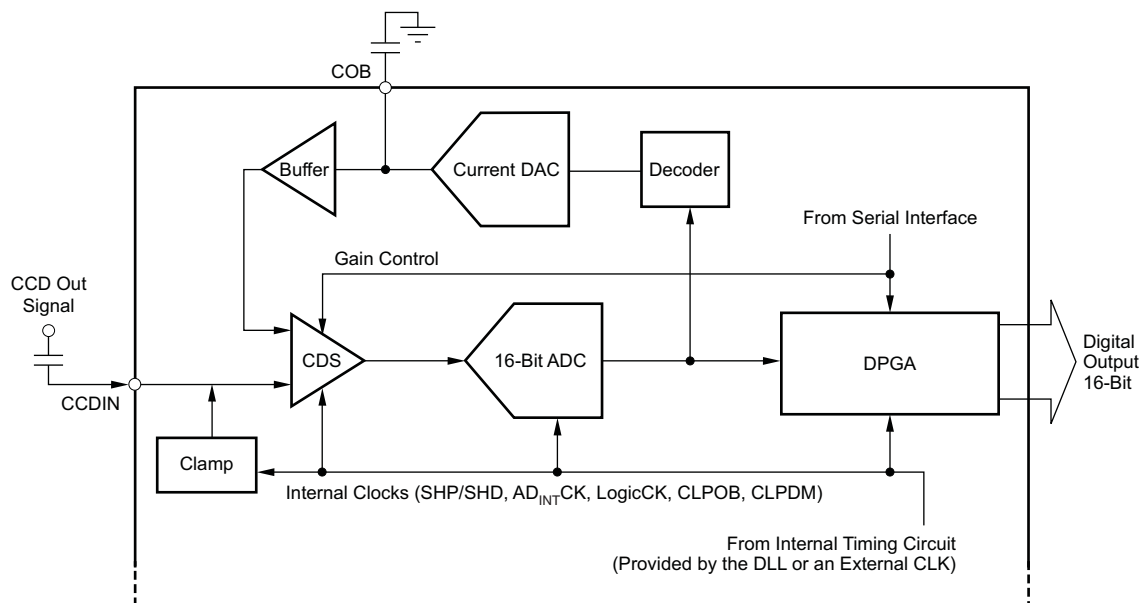 COB
Buffer
Current DAC
Decoder
From Serial Interface
Gain Control
CCD Out
Signal
CDS
16-Bit ADC
DPGA
Digital
Output
16-Bit
CCDIN
Clamp
Internal Clocks (SHP/SHD, ADINTCK, LogicCK, CLPOB, CLPDM)
From Internal Timing Circuit
(Provided by the DLL or an External CLK)